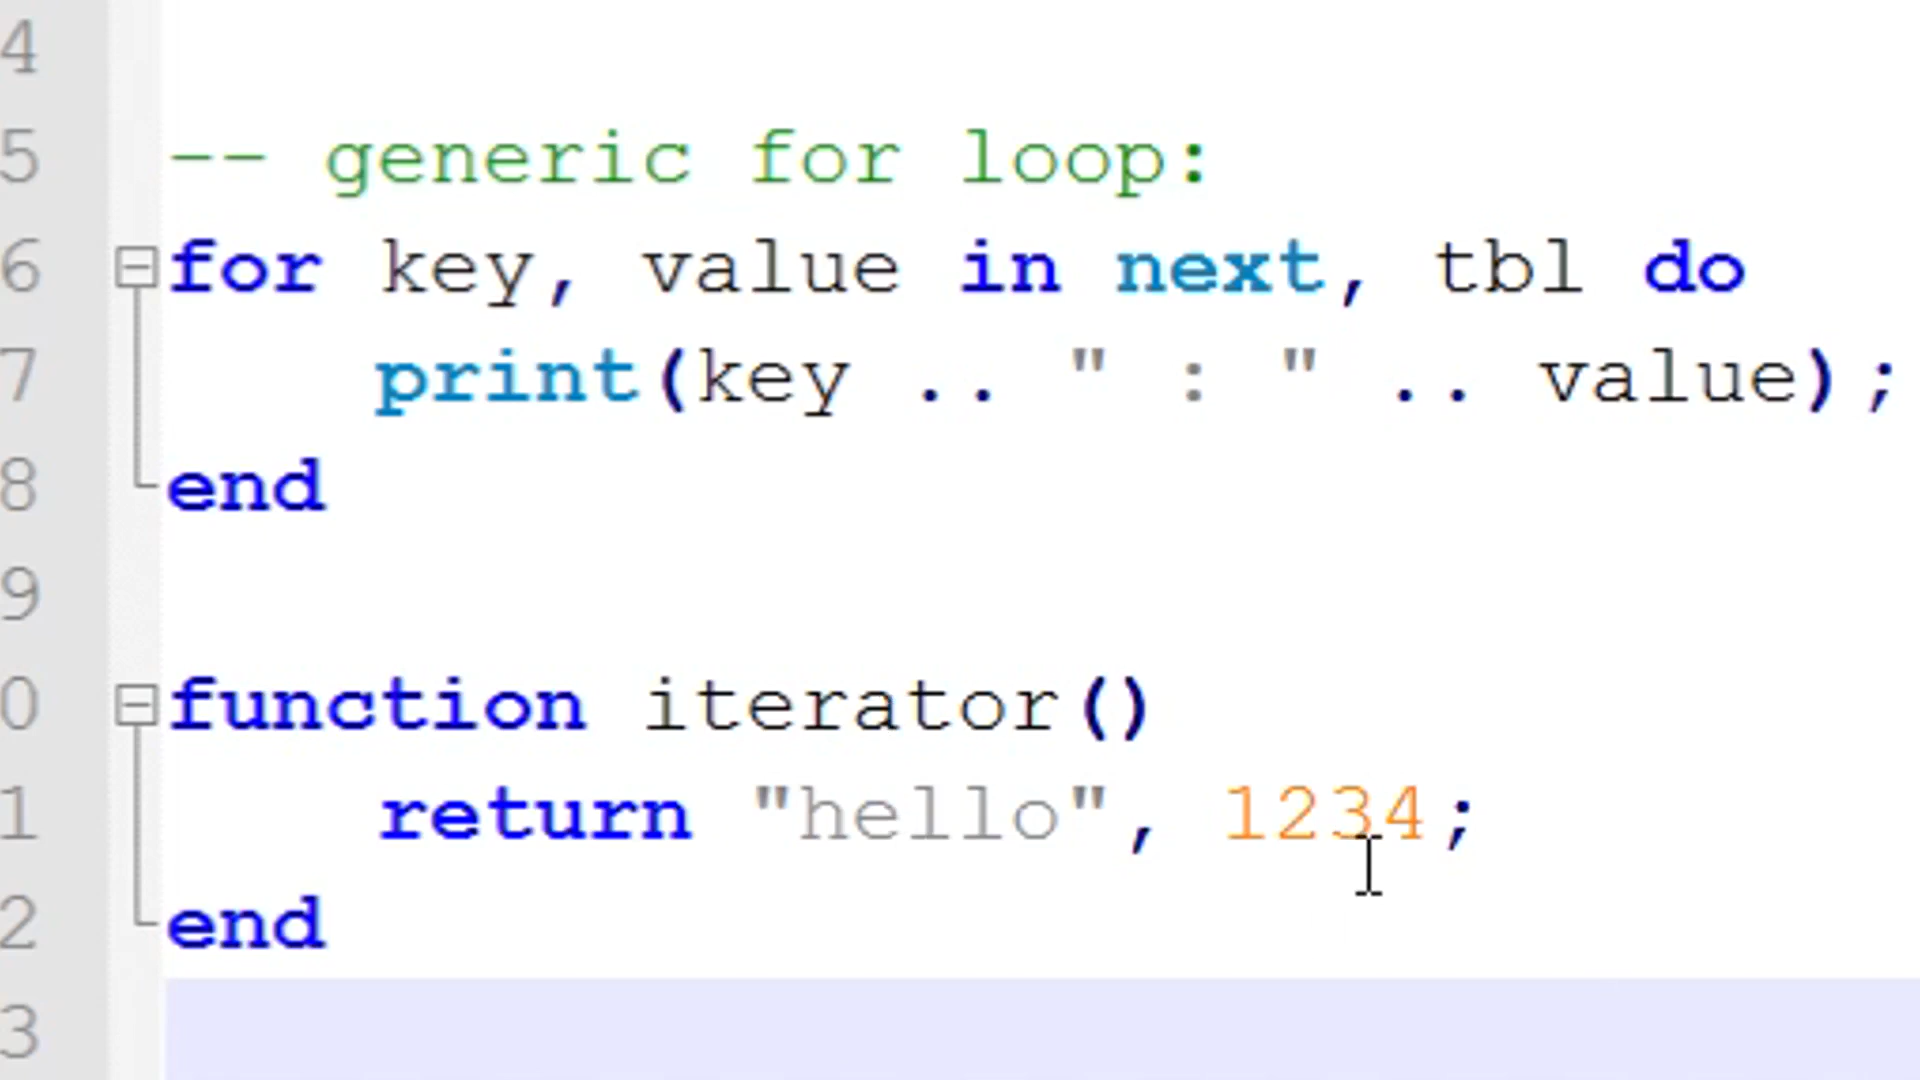 4
5 -- generic for loop:
6 for key, value in next, tbl do
7 print(key .. " : " .. value);
8 end
9
0 function iterator()
1 return "hello", 1234;
2 end
3